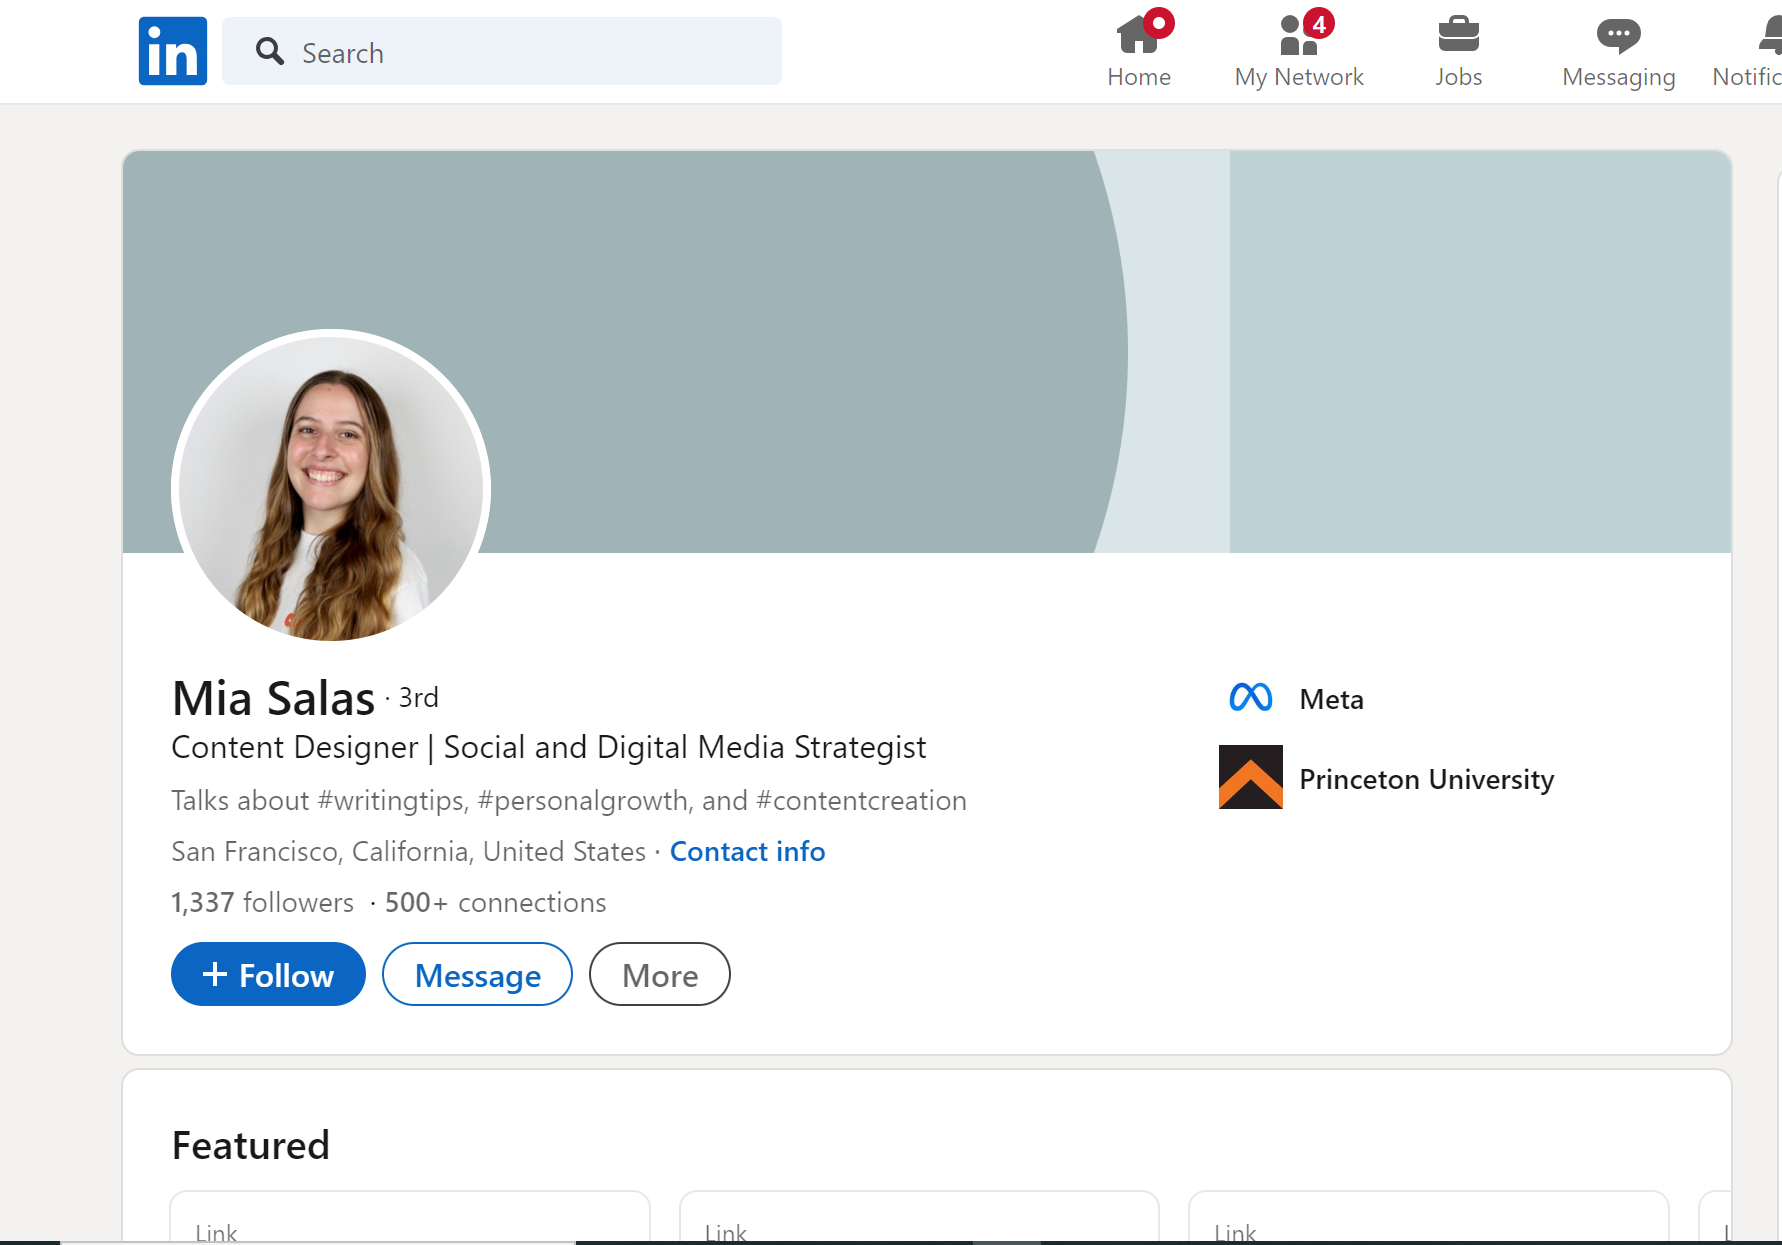 in
Search
Home
4
My Network
Jobs
Messaging
Mia Salas · 3rd
Content Designer | Social and Digital Media Strategist
Talks about #writingtips, #personalgrowth, and #contentcreation
San Francisco, California, United States · Contact info
1,337 followers · 500+ connections
+ Follow
Message
More
Meta
Princeton University
Featured
Link
Link
Link